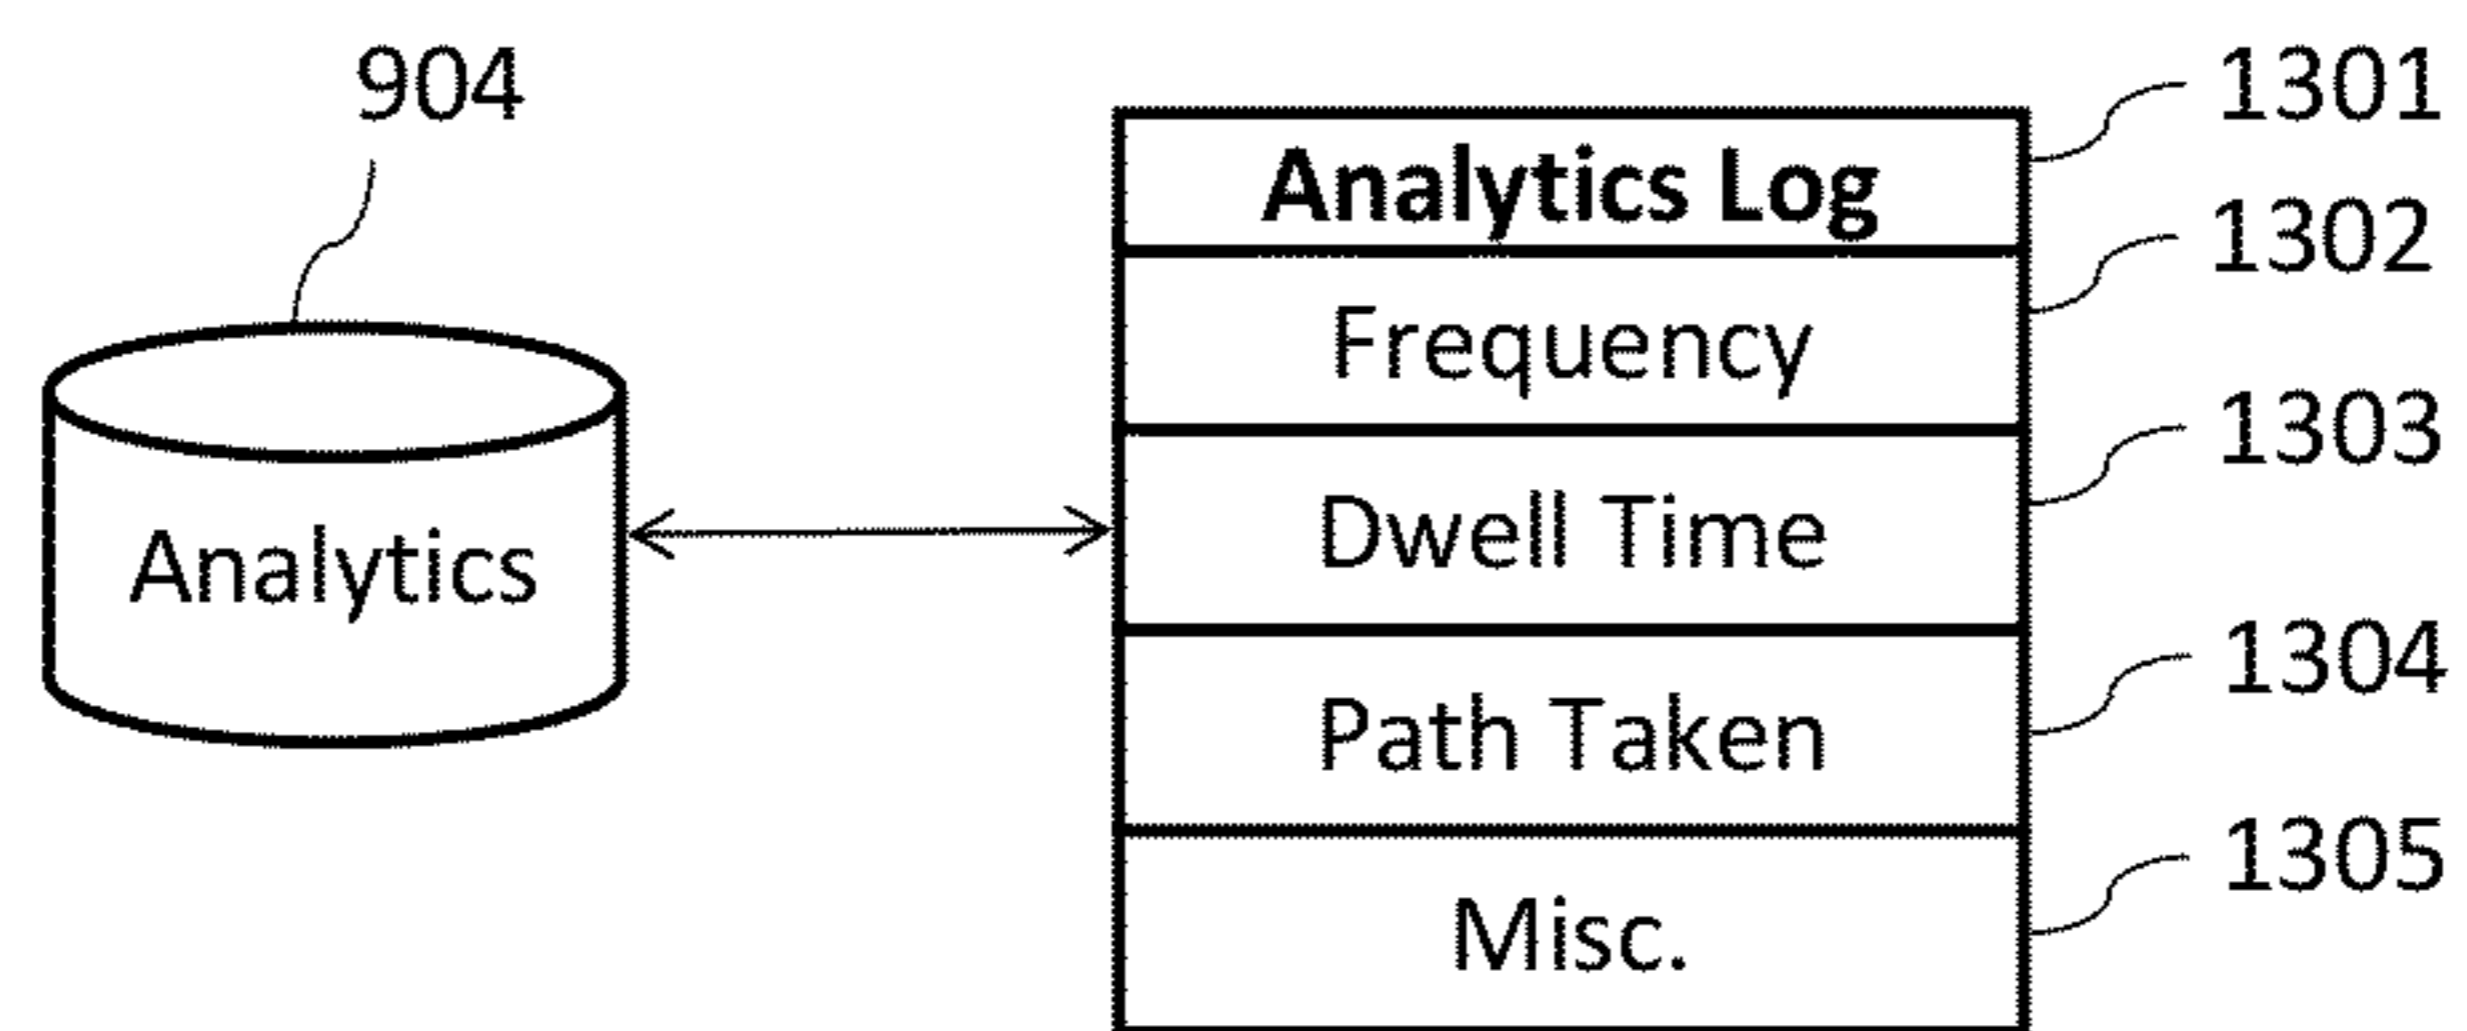 904
Analytics
Analytics Log
1301
Frequency
1302
Dwell Time
1303
Path Taken
1304
Misc.
1305